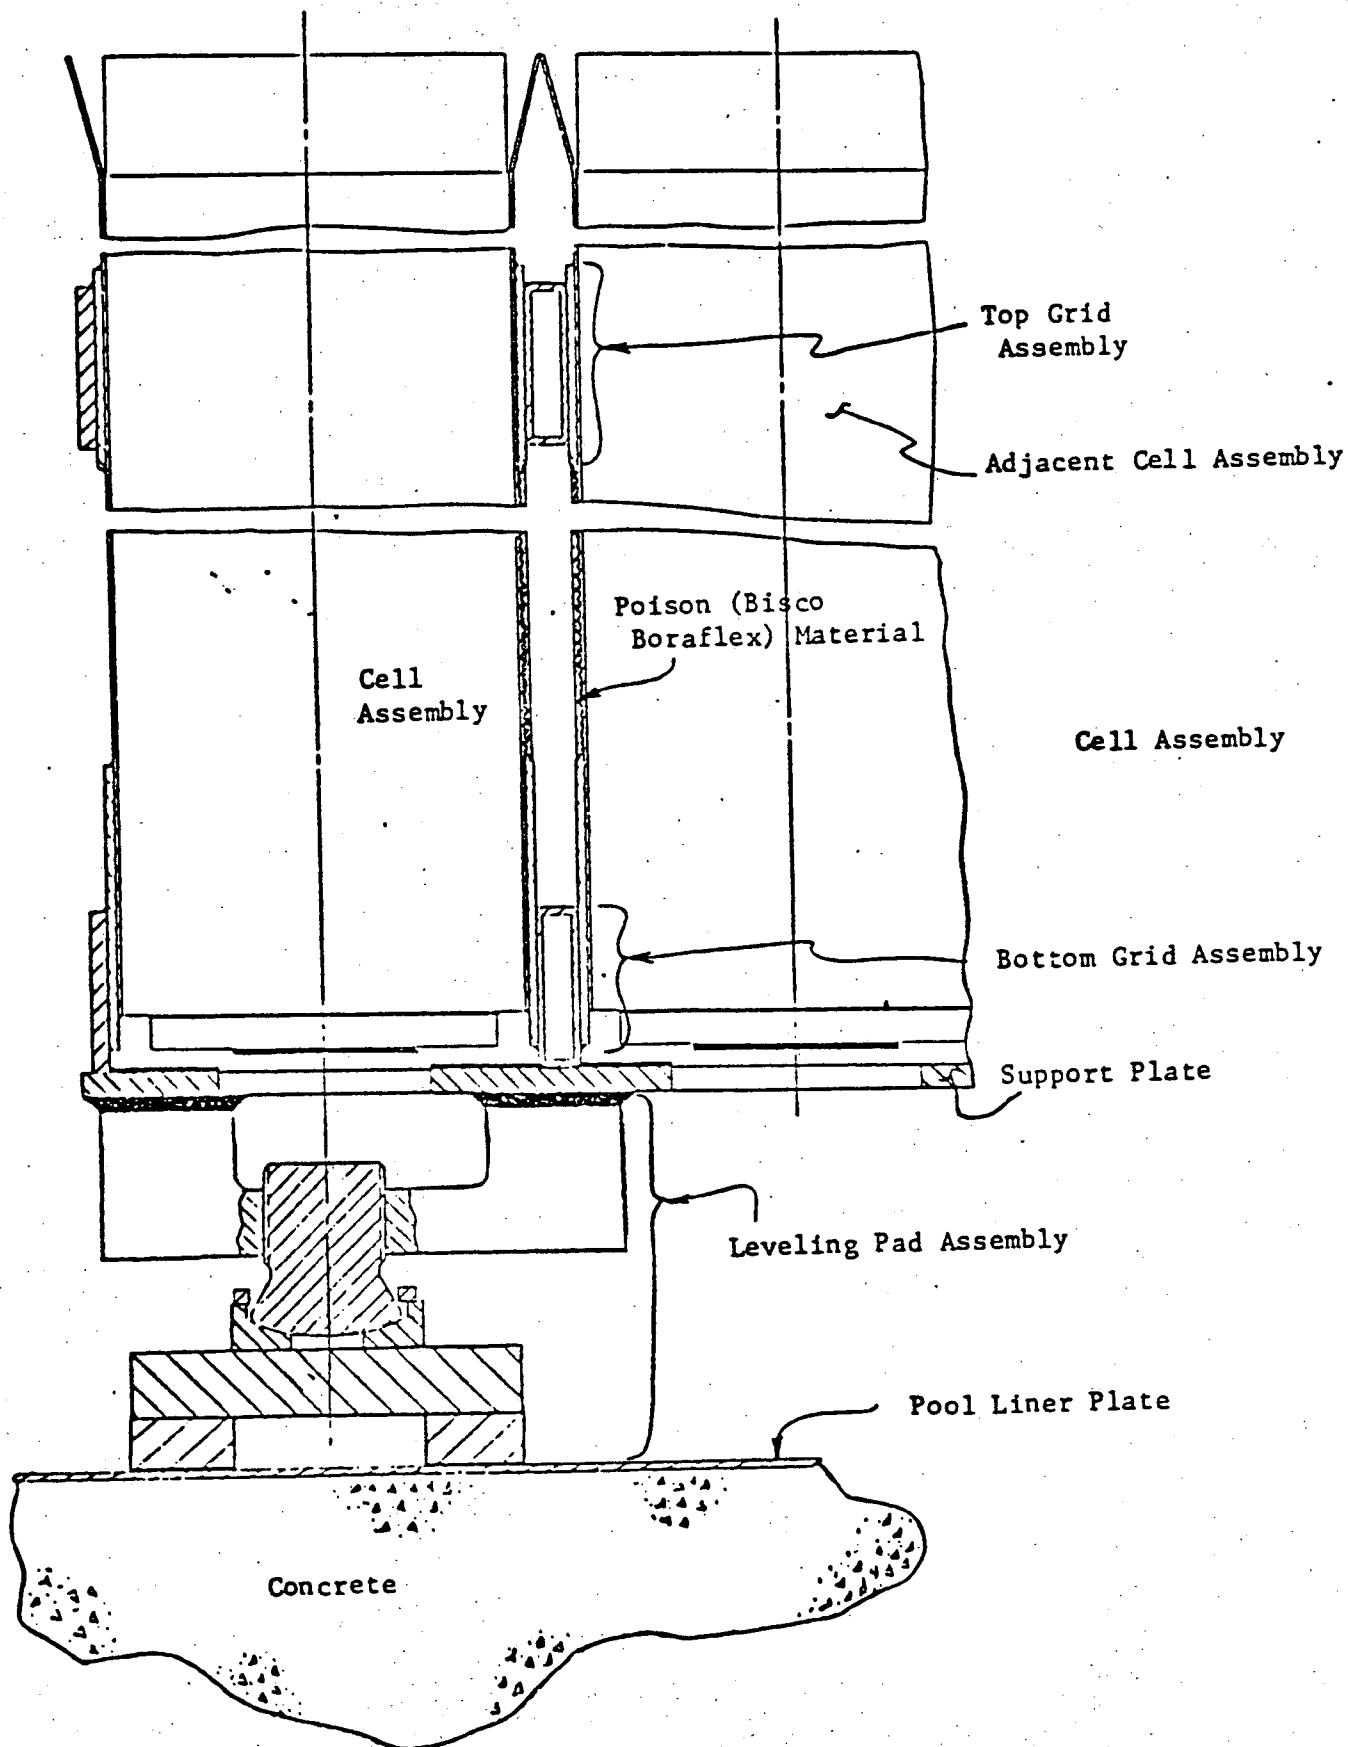 Top Grid
Assembly
Adjacent Cell Assembly
Poison (Bisco
Boraflex) Material
Cell
Assembly
Cell Assembly
Bottom Grid Assembly
Support Plate
Leveling Pad Assembly
Pool Liner Plate
Concrete